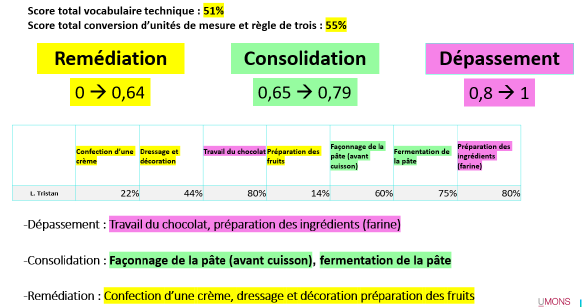 Score total vocabulaire technique : 51%
Score total conversion d'unités de mesure et règle de trois : 55%
Remédiation
Consolidation
Dépassement
0 → 0,64
0,65 → 0,79
0,8 → 1
Confection d'une crème
Dressage et décoration
Travail du chocolat
Préparation des fruits
Façonnage de la pâte (avant cuisson)
Fermentation de la pâte
Préparation des ingrédients (farine)
L. Tristan 22% 44% 80% 14% 60% 75% 80%
-Dépassement : Travail du chocolat, préparation des ingrédients (farine)
-Consolidation : Façonnage de la pâte (avant cuisson), fermentation de la pâte
-Remédiation : Confection d'une crème, dressage et décoration préparation des fruits
UMONS